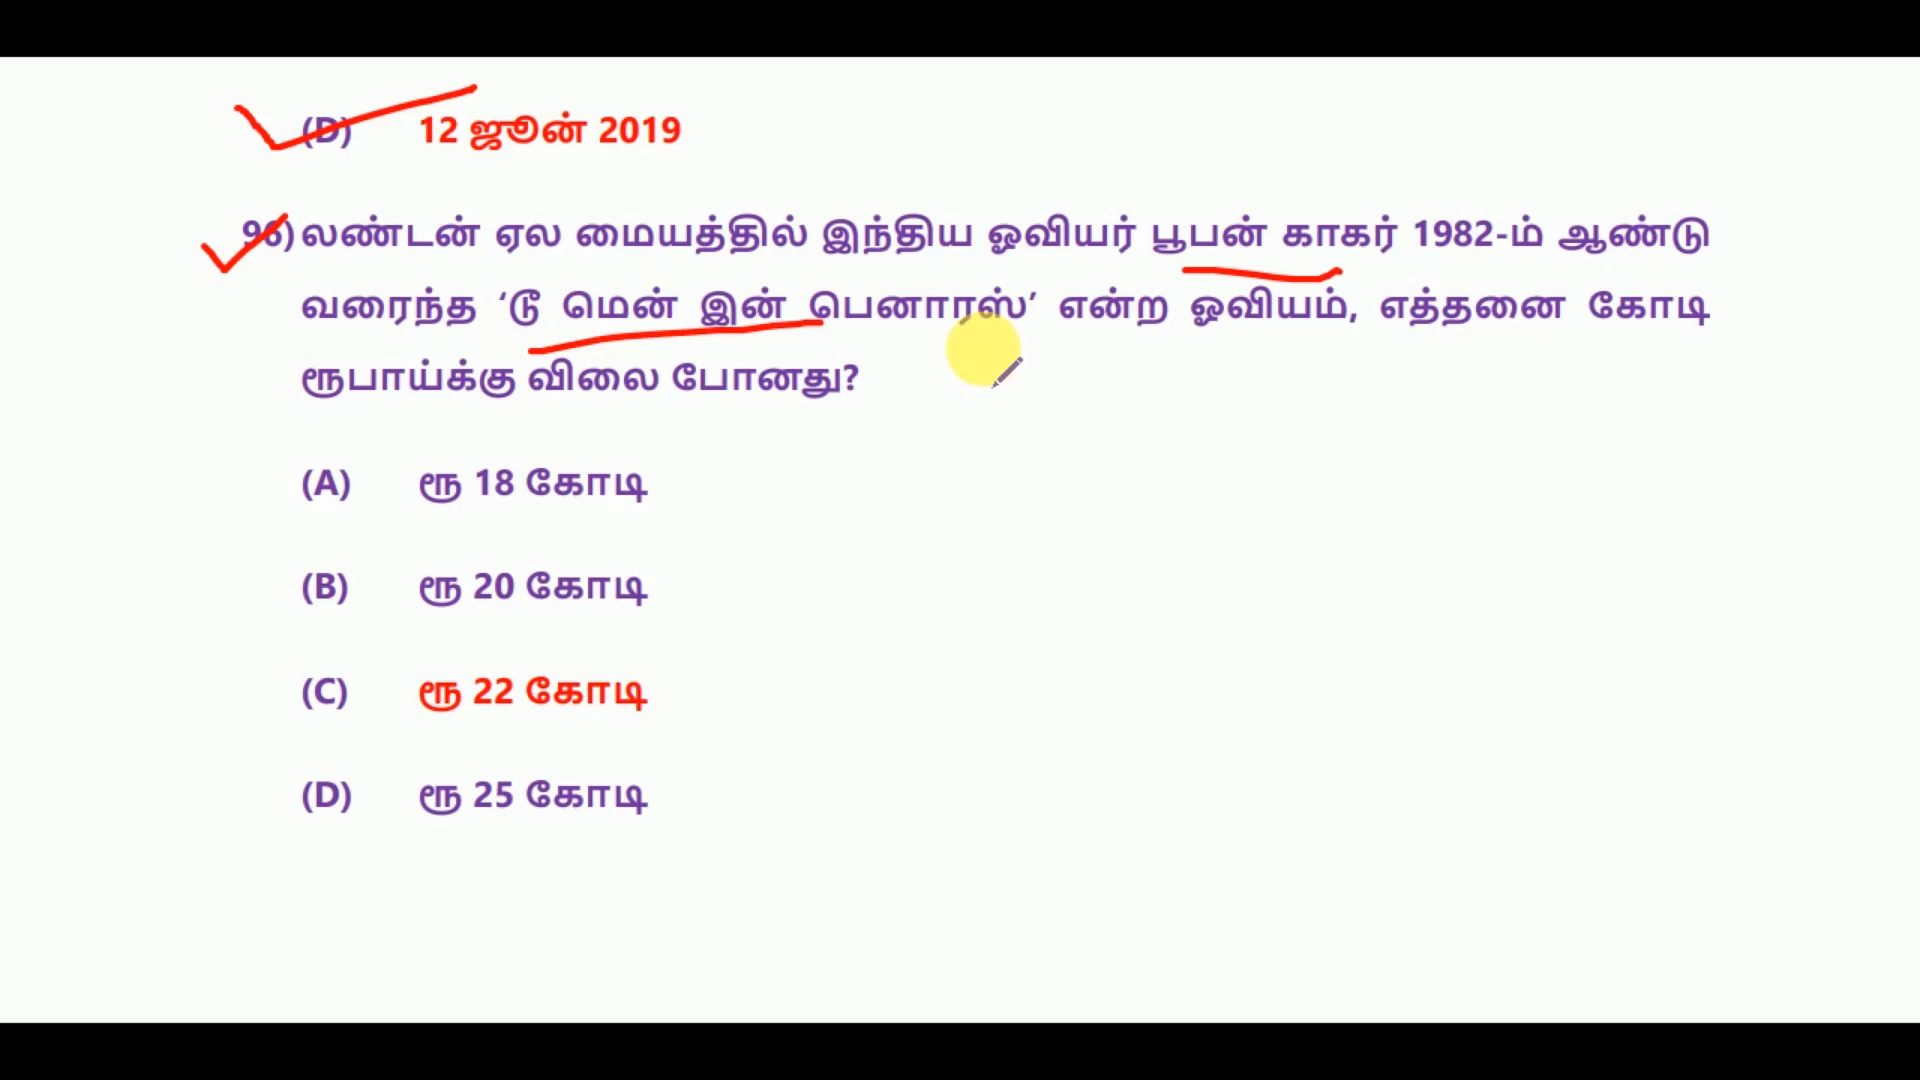 (D) 12 ஜூன் 2019
96) லண்டன் ஏல மையத்தில் இந்திய ஓவியர் பூபன் காகர் 1982-ம் ஆண்டு
வரைந்த ‘டூ மென் இன் பெனாரஸ்’ என்ற ஓவியம், எத்தனை கோடி
ரூபாய்க்கு விலை போனது?
(A) ரூ 18 கோடி
(B) ரூ 20 கோடி
(C) ரூ 22 கோடி
(D) ரூ 25 கோடி